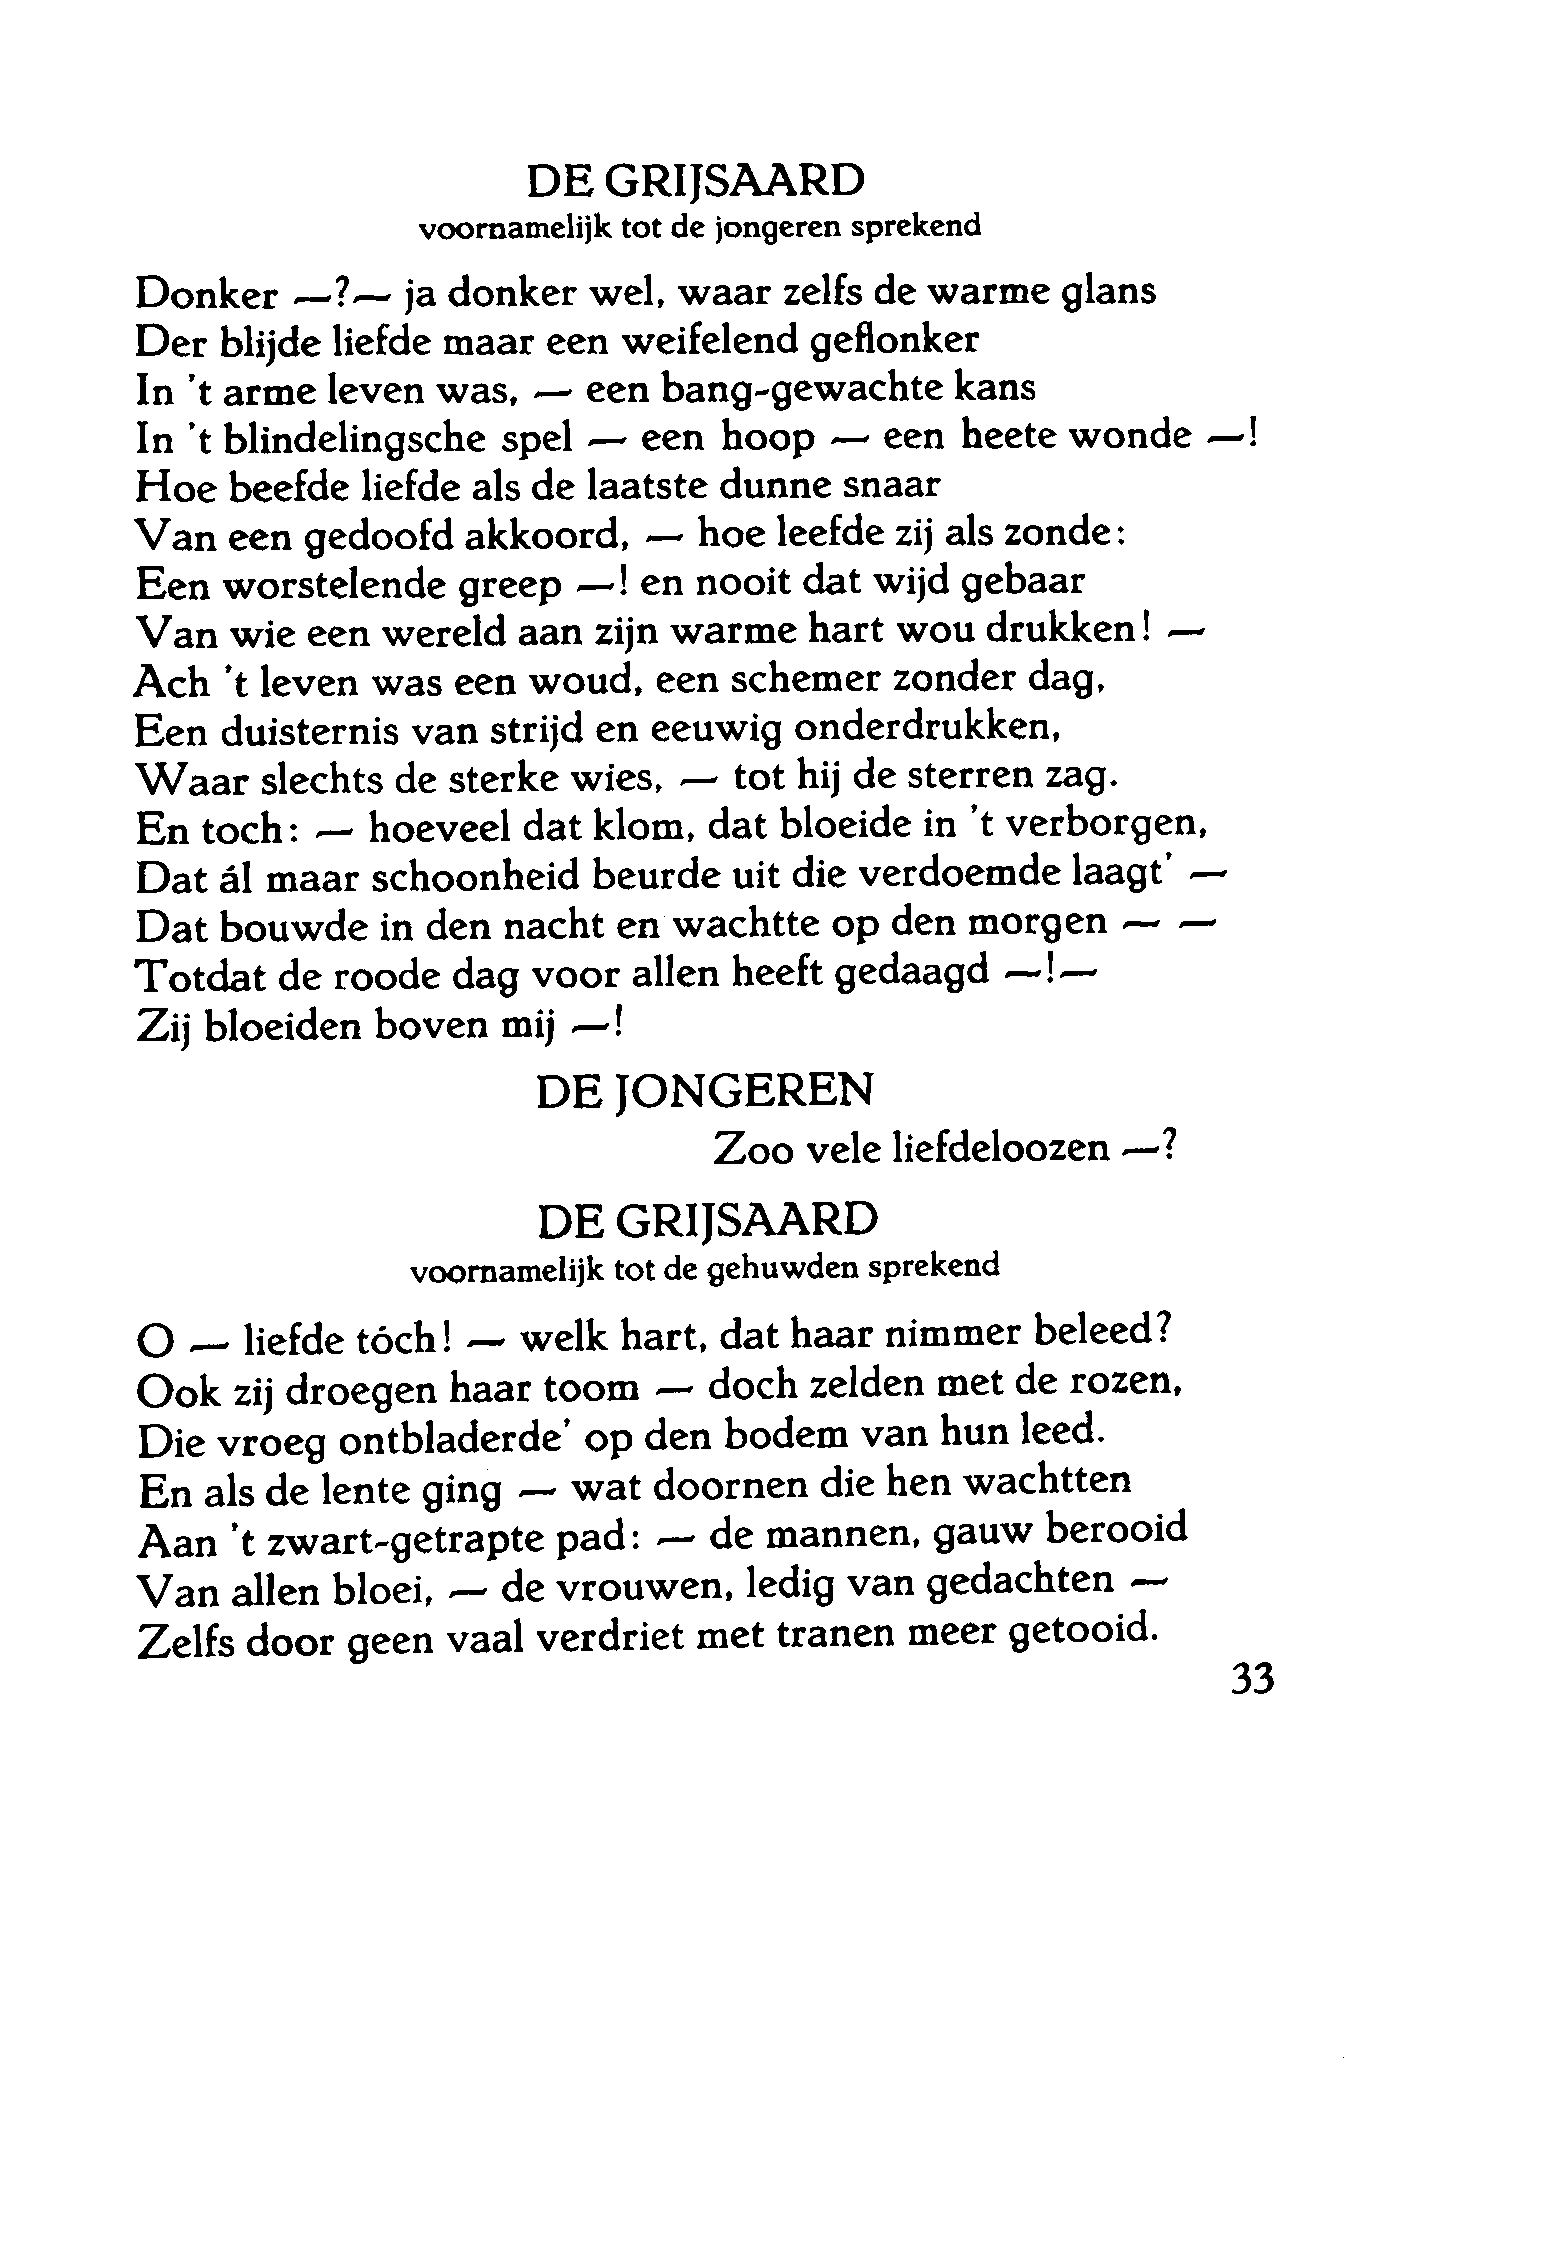 DE GRIJSAARD
voornamelijk tot de jongeren sprekend
Donker —?— ja donker wel, waar zelfs de warme glans
Der blijde liefde maar een weifelend geflonker
In 't arme leven was, — een bang-gewachte kans
In 't blindelingsche spel — een hoop — een heete wonde —!
Hoe beefde liefde als de laatste dunne snaar
Van een gedoofd akkoord, — hoe leefde zij als zonde:
Een worstelende greep —! en nooit dat wijd gebaar
Van wie een wereld aan zijn warme hart wou drukken! —
Ach 't leven was een woud, een schemer zonder dag,
Een duisternis van strijd en eeuwig onderdrukken,
Waar slechts de sterke wies, — tot hij de sterren zag.
En toch: — hoeveel dat klom, dat bloeide in 't verborgen,
Dat ál maar schoonheid beurde uit die verdoemde laagt' —
Dat bouwde in den nacht en wachtte op den morgen — —
Totdat de roode dag voor allen heeft gedaagd —!—
Zij bloeiden boven mij —!
DE JONGEREN
Zoo vele liefdeloozen —?
DE GRIJSAARD
voornamelijk tot de gehuwden sprekend
O — liefde tóch! — welk hart, dat haar nimmer beleed?
Ook zij droegen haar toom — doch zelden met de rozen,
Die vroeg ontbladerde' op den bodem van hun leed.
En als de lente ging — wat doornen die hen wachtten
Aan 't zwart-getrapte pad: — de mannen, gauw berooid
Van allen bloei, — de vrouwen, ledig van gedachten —
Zelfs door geen vaal verdriet met tranen meer getooid.
33